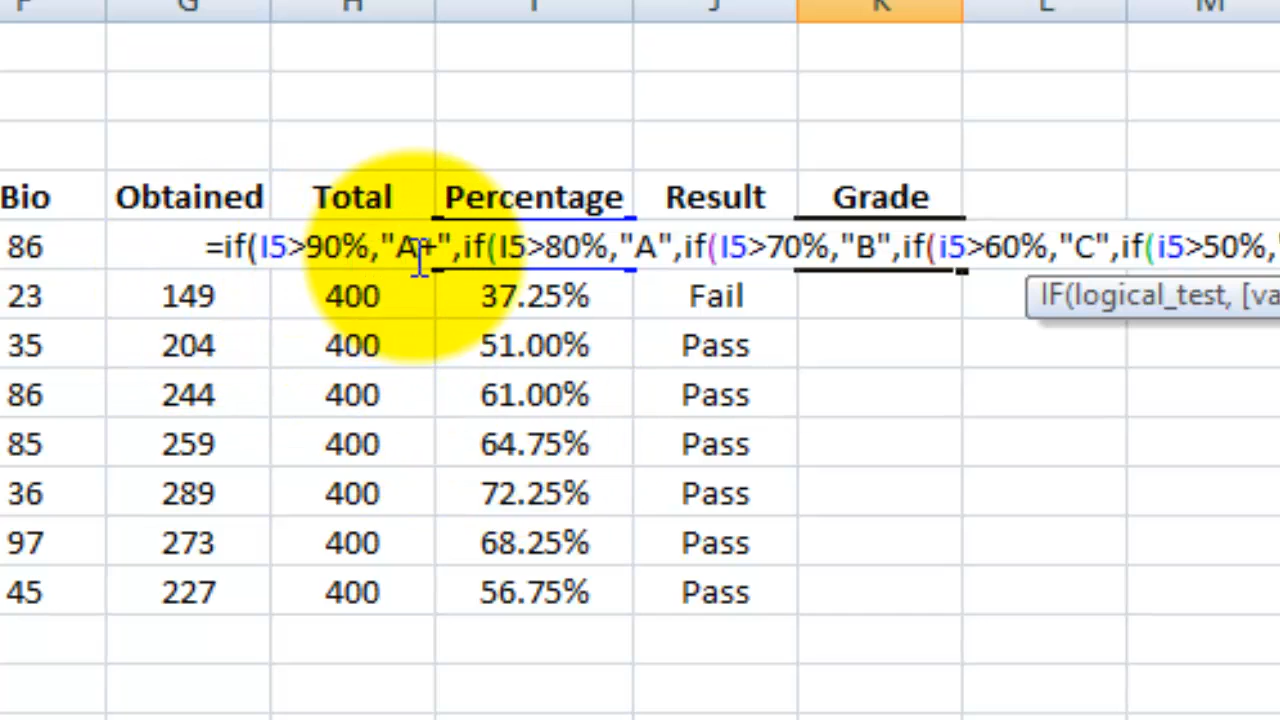 F G H I J K L M
Bio Obtained Total Percentage Result Grade
86 =if(I5>90%,"A+",if(I5>80%,"A",if(I5>70%,"B",if(i5>60%,"C",if(i5>50%,"
23 149 400 37.25% Fail IF(logical_test, [va
35 204 400 51.00% Pass
86 244 400 61.00% Pass
85 259 400 64.75% Pass
36 289 400 72.25% Pass
97 273 400 68.25% Pass
45 227 400 56.75% Pass